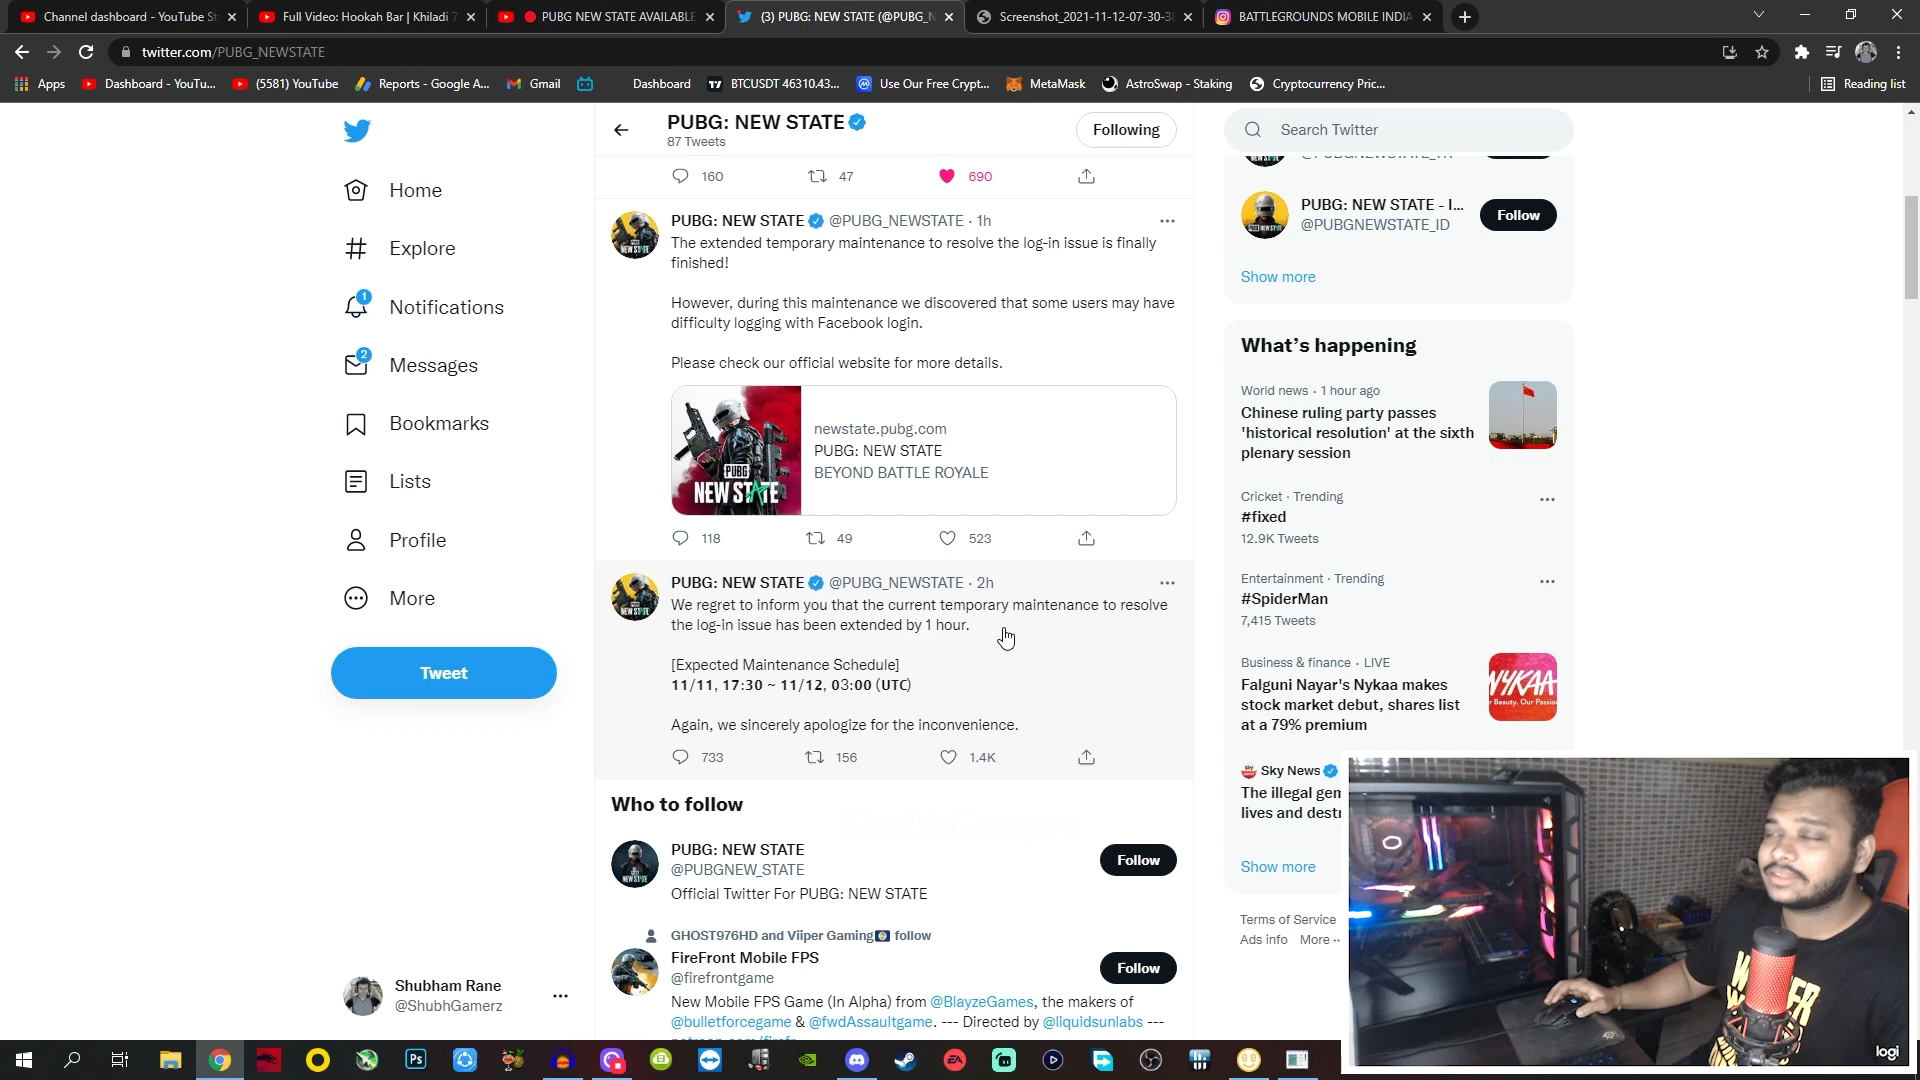 Channel dashboard - YouTube St
Full Video: Hookah Bar | Khiladi 7
PUBG NEW STATE AVAILABLE
(3) PUBG: NEW STATE (@PUBG_N
Screenshot_2021-11-12-07-30-3
BATTLEGROUNDS MOBILE INDIA
twitter.com/PUBG_NEWSTATE
Apps
Dashboard - YouTu...
(5581) YouTube
Reports - Google A...
Gmail
Dashboard
BTCUSDT 46310.43...
Use Our Free Crypt...
MetaMask
AstroSwap - Staking
Cryptocurrency Pric...
Reading list
Home
Explore
1
Notifications
2
Messages
Bookmarks
Lists
Profile
More
Tweet
Shubham Rane
@ShubhGamerz
PUBG: NEW STATE
87 Tweets
Following
160
47
690
PUBG: NEW STATE @PUBG_NEWSTATE · 1h
The extended temporary maintenance to resolve the log-in issue is finally
finished!
However, during this maintenance we discovered that some users may have
difficulty logging with Facebook login.
Please check our official website for more details.
PUBG
NEW STATE
newstate.pubg.com
PUBG: NEW STATE
BEYOND BATTLE ROYALE
118
49
523
PUBG: NEW STATE @PUBG_NEWSTATE · 2h
We regret to inform you that the current temporary maintenance to resolve
the log-in issue has been extended by 1 hour.
[Expected Maintenance Schedule]
11/11, 17:30 ~ 11/12, 03:00 (UTC)
Again, we sincerely apologize for the inconvenience.
733
156
1.4K
Who to follow
ShubhGamerz
PUBG: NEW STATE
@PUBGNEW_STATE
Official Twitter For PUBG: NEW STATE
Follow
GHOST976HD and Viiper Gaming follow
FireFront Mobile FPS
@firefrontgame
Follow
New Mobile FPS Game (In Alpha) from @BlayzeGames, the makers of
@bulletforcegame & @fwdAssaultgame. --- Directed by @liquidsunlabs ---
Search Twitter
PUBG: NEW STATE - I...
@PUBGNEWSTATE_ID
Follow
Show more
What's happening
World news · 1 hour ago
Chinese ruling party passes
'historical resolution' at the sixth
plenary session
Cricket · Trending
#fixed
12.9K Tweets
Entertainment · Trending
#SpiderMan
7,415 Tweets
Business & finance · LIVE
Falguni Nayar's Nykaa makes
stock market debut, shares list
at a 79% premium
NYKAA
Sky News
The illegal gem
lives and destr
Show more
Terms of Service
Ads info More ··
logi